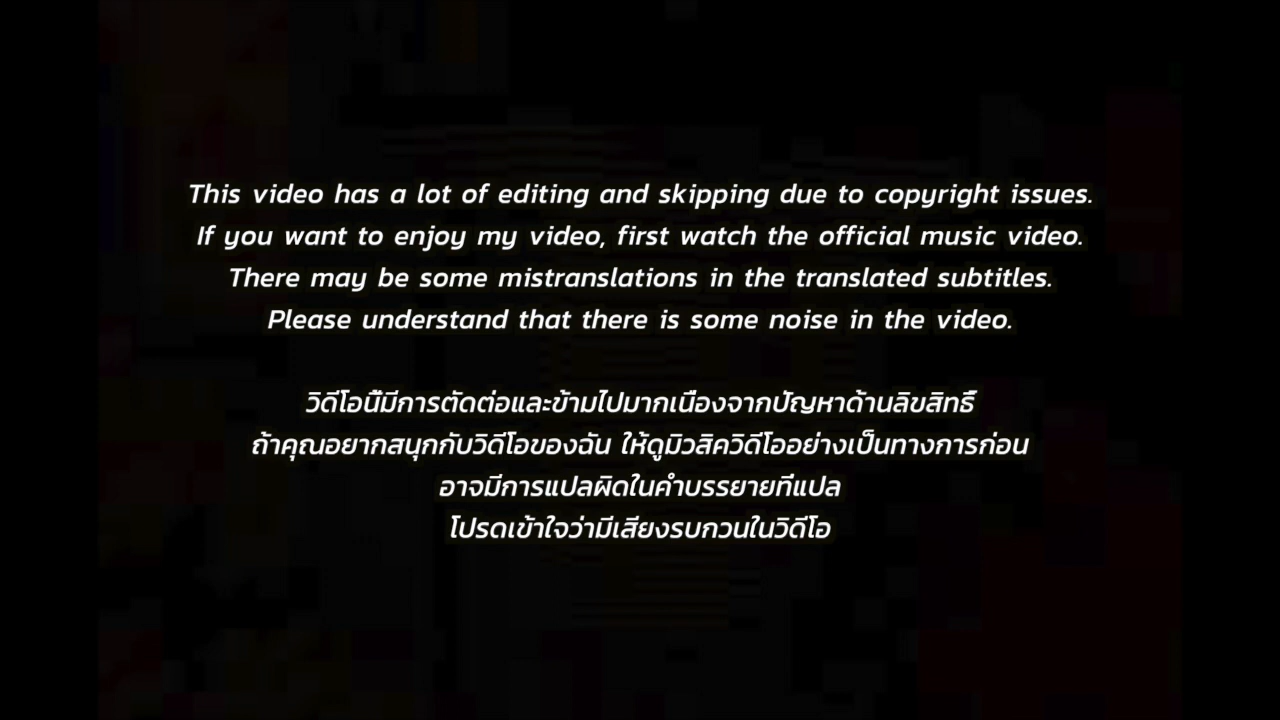 This video has a lot of editing and skipping due to copyright issues.
If you want to enjoy my video, first watch the official music video.
There may be some mistranslations in the translated subtitles.
Please understand that there is some noise in the video.
วิดีโอนี้มีการตัดต่อและข้ามไปมากเนื่องจากปัญหาด้านลิขสิทธิ์
ถ้าคุณอยากสนุกกับวิดีโอของฉัน ให้ดูมิวสิควิดีโออย่างเป็นทางการก่อน
อาจมีการแปลผิดในคำบรรยายที่แปล
โปรดเข้าใจว่ามีเสียงรบกวนในวิดีโอ